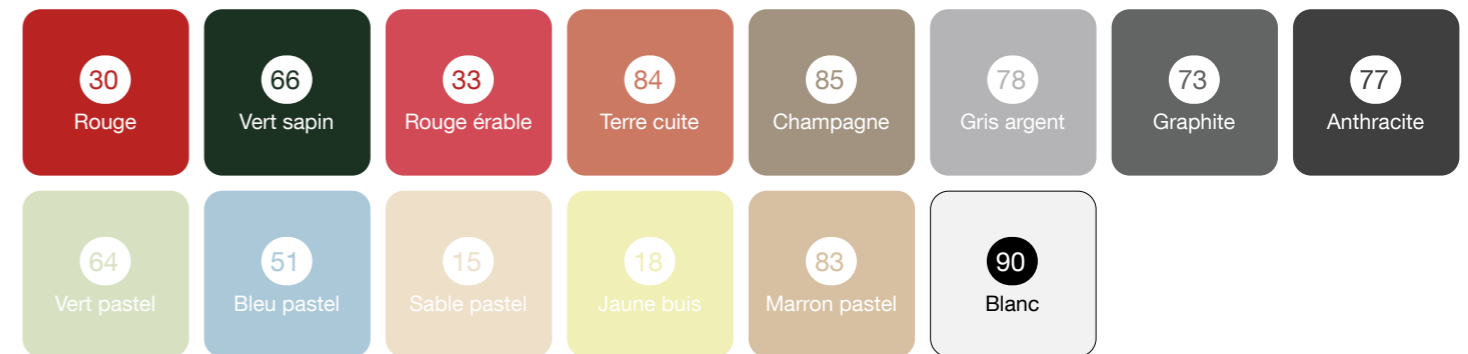 30
Rouge
66
Vert sapin
33
Rouge érable
84
Terre cuite
85
Champagne
78
Gris argent
73
Graphite
77
Anthracite
64
Vert pastel
51
Bleu pastel
15
Sable pastel
18
Jaune buis
83
Marron pastel
90
Blanc